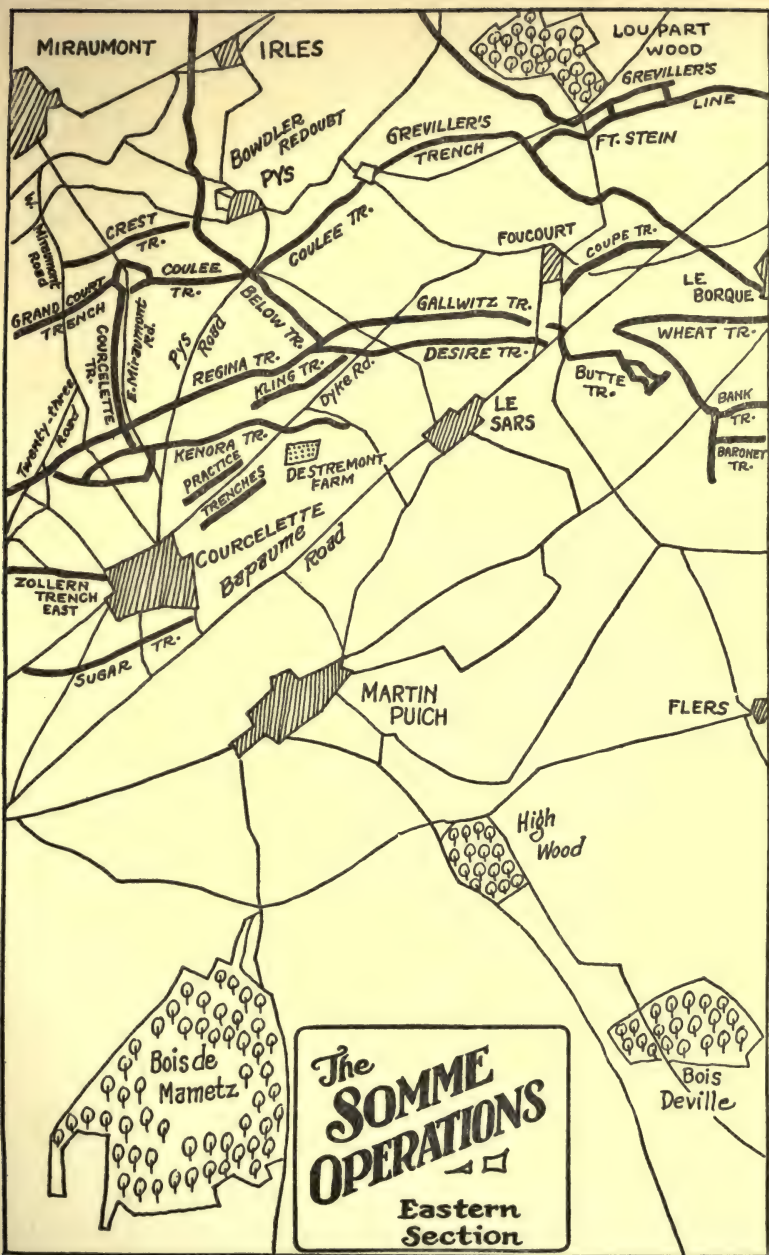 MIRAUMONT
IRLES
LOUPART
WOOD
GREVILLER'S
LINE
FT. STEIN
BOWDLER
REDOUBT
PYS
GREVILLER'S
TRENCH
W. Miraumont
Road
CREST
TR.
COULEE TR.
FOUCOURT
COUPE TR.
LE
BORQUE
GRAND COURT
TRENCH
COULEE
TR.
COURCELETTE
TR.
E. Miraumont
Rd.
PYS
Road
BELOW TR.
GALLWITZ TR.
WHEAT TR.
REGINA TR.
KLING TR.
Dyke Rd.
DESIRE TR.
BUTTE
TR.
BANK
TR.
BARONET
TR.
Twenty-three
Road
KENORA TR.
PRACTICE
TRENCHES
DESTREMONT
FARM
LE
SARS
COURCELETTE
Bapaume
Road
ZOLLERN
TRENCH
EAST
SUGAR TR.
MARTIN
PUICH
FLERS
High
Wood
Bois de
Mametz
Bois
Deville
The
SOMME
OPERATIONS
Eastern
Section